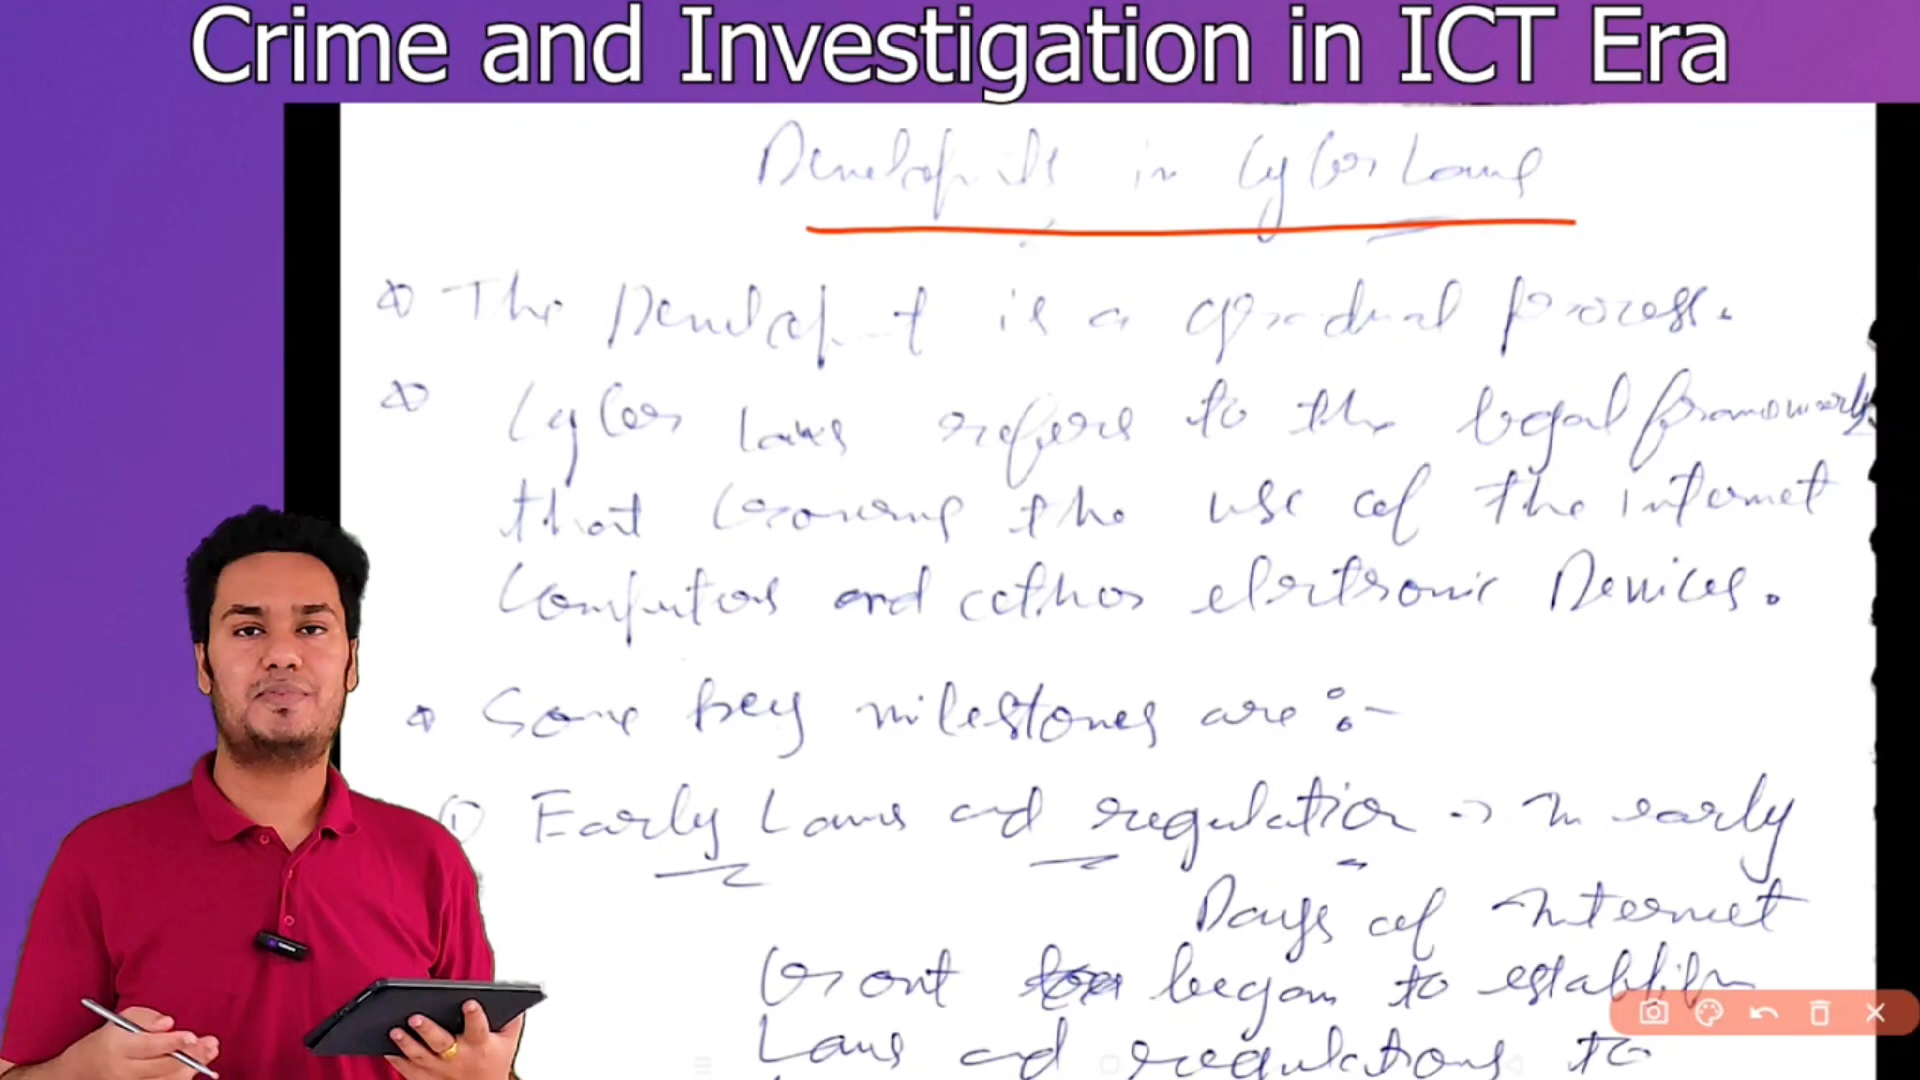 Crime and Investigation in ICT Era
Developments in Cyber Laws
The Development is a gradual process.
Cyber laws refers to the legal frameworks
that Governs the use of the internet
Computers and other electronic Devices.
Some key milestones are :-
① Early Laws and regulation → In early
Days of Internet
Govt began to establish
Laws and regulations to